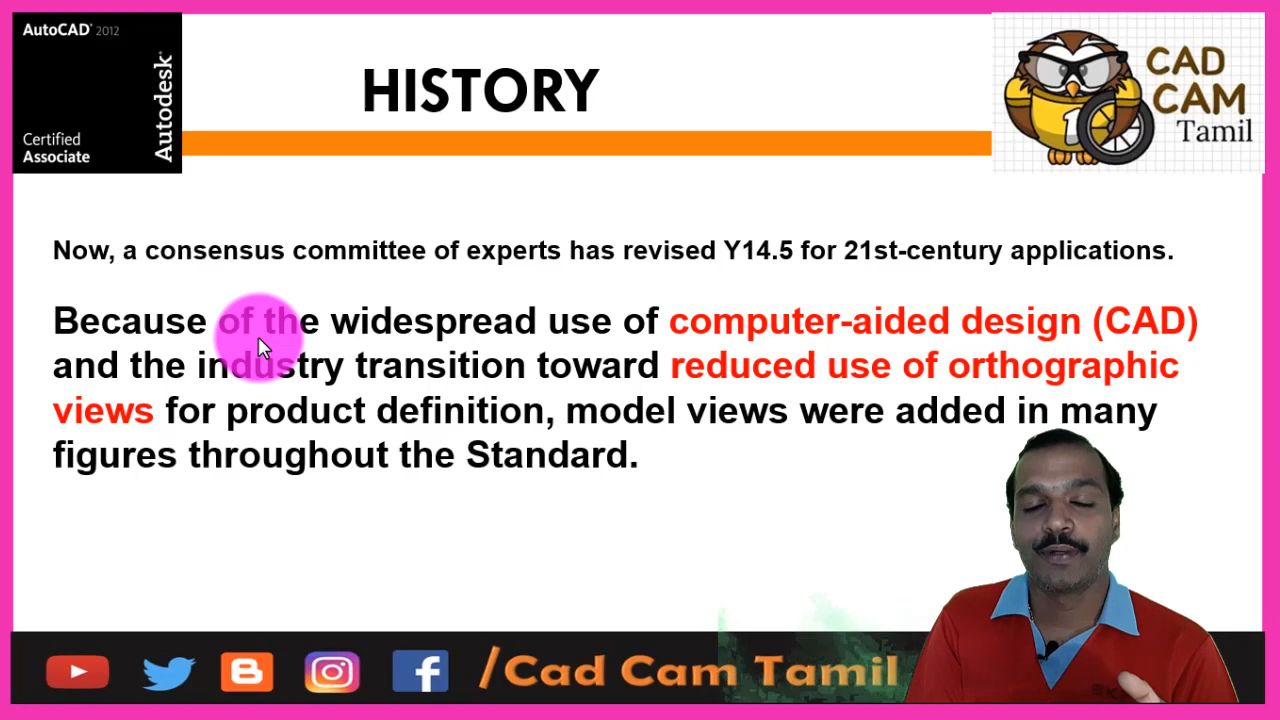 AutoCAD® 2012
Autodesk®
Certified
Associate
HISTORY
CAD
CAM
Tamil
1
Now, a consensus committee of experts has revised Y14.5 for 21st-century applications.
Because of the widespread use of computer-aided design (CAD)
and the industry transition toward reduced use of orthographic
views for product definition, model views were added in many
figures throughout the Standard.
/Cad Cam Tamil